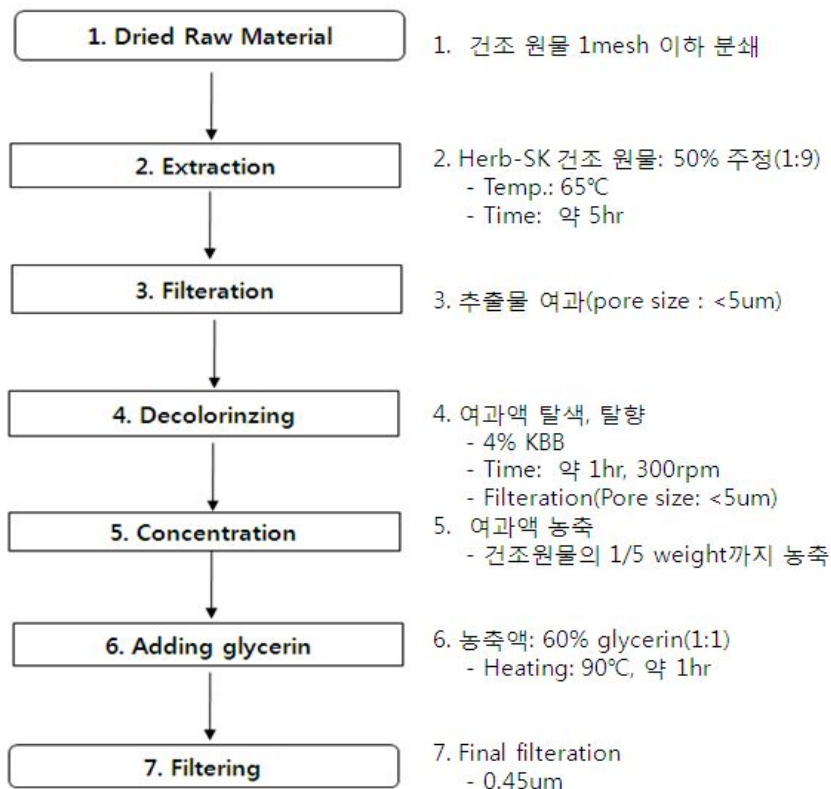 1. Dried Raw Material
1. 건조 원물 1mesh 이하 분쇄
2. Extraction
2. Herb-SK 건조 원물: 50% 주정(1:9)
- Temp.: 65℃
- Time: 약 5hr
3. Filteration
3. 추출물 여과(pore size : <5um)
4. Decolorinzing
4. 여과액 탈색, 탈향
- 4% KBB
- Time: 약 1hr, 300rpm
- Filteration(Pore size: <5um)
5. Concentration
5. 여과액 농축
- 건조원물의 1/5 weight까지 농축
6. Adding glycerin
6. 농축액: 60% glycerin(1:1)
- Heating: 90℃, 약 1hr
7. Filtering
7. Final filteration
- 0.45um